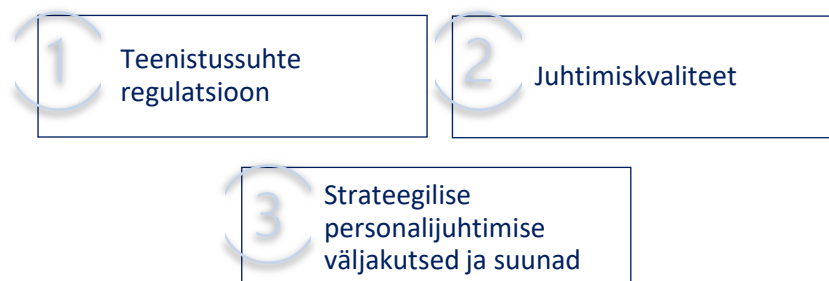 1
Teenistussuhte
regulatsioon
2
Juhtimiskvaliteet
3
Strateegilise
personalijuhtimise
väljakutsed ja suunad